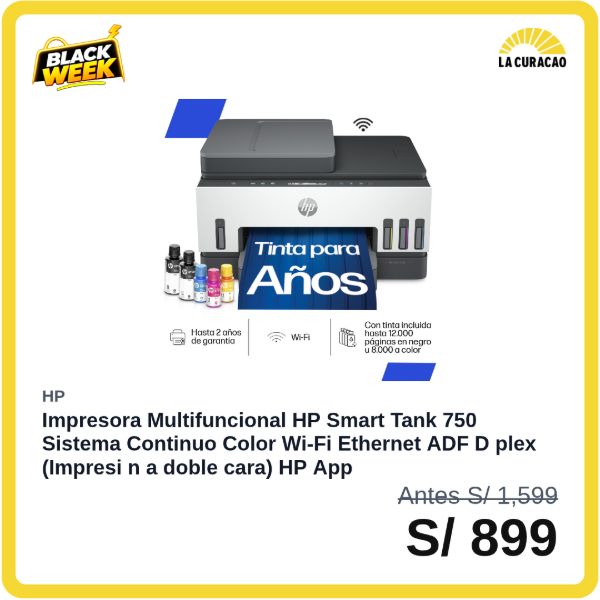 BLACK
WEEK
LA CURACAO
hp
Tinta para
Años
Hasta 2 años
de garantía
Wi-Fi
Con tinta incluida
hasta 12.000
páginas en negro
u 8.000 a color
HP
Impresora Multifuncional HP Smart Tank 750
Sistema Continuo Color Wi-Fi Ethernet ADF D plex
(Impresi n a doble cara) HP App
Antes S/ 1,599
S/ 899